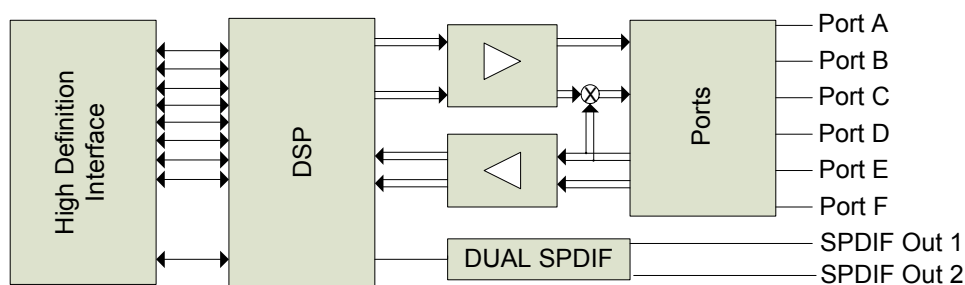 High Definition
Interface
DSP
Ports
Port A
Port B
Port C
Port D
Port E
Port F
DUAL SPDIF
SPDIF Out 1
SPDIF Out 2